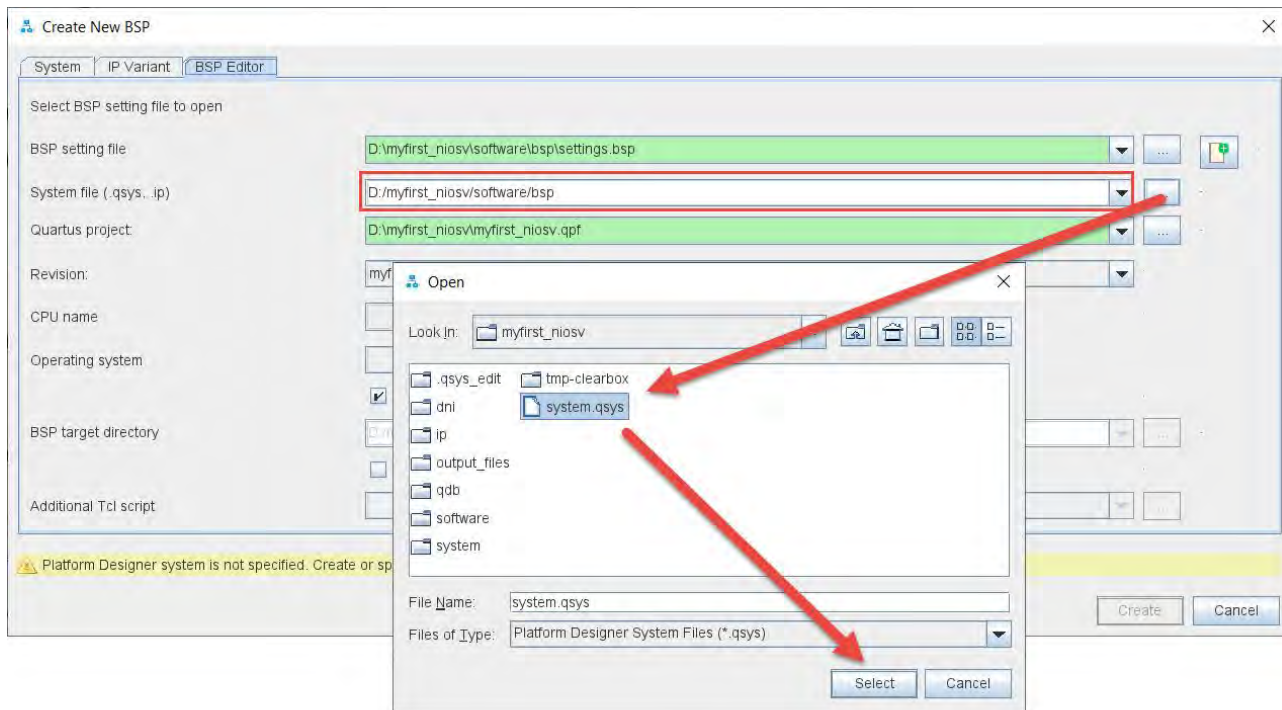 Create New BSP
System
IP Variant
BSP Editor
Select BSP setting file to open
BSP setting file
D:\myfirst_niosv\software\bsp\settings.bsp
...
System file (.qsys, .ip)
D:/myfirst_niosv/software/bsp
Quartus project:
D:\myfirst_niosv\myfirst_niosv.qpf
...
Revision:
myf
CPU name
Operating system
BSP target directory
...
Additional Tcl script
...
Platform Designer system is not specified. Create or sp
Create
Cancel
Open
Look In:
myfirst_niosv
.qsys_edit
dni
ip
output_files
qdb
software
system
tmp-clearbox
system.qsys
File Name:
system.qsys
Files of Type:
Platform Designer System Files (*.qsys)
Select
Cancel